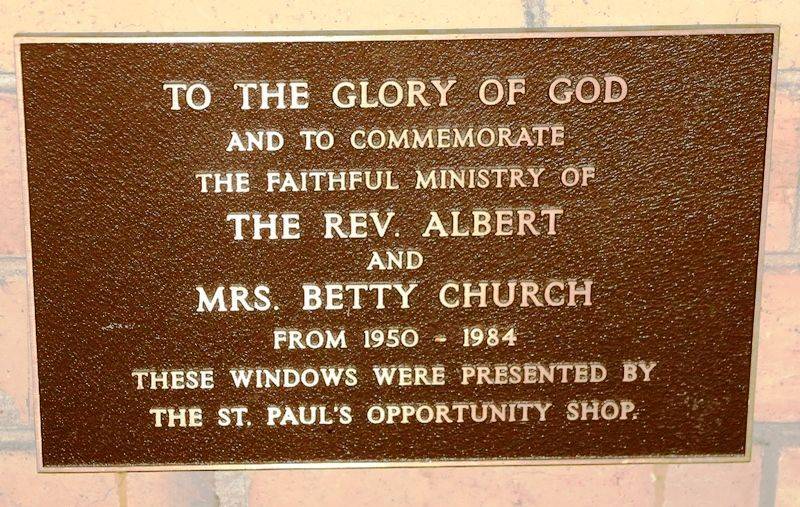 TO THE GLORY OF GOD
AND TO COMMEMORATE
THE FAITHFUL MINISTRY OF
THE REV. ALBERT
AND
MRS. BETTY CHURCH
FROM 1950 - 1984
THESE WINDOWS WERE PRESENTED BY
THE ST. PAUL'S OPPORTUNITY SHOP.